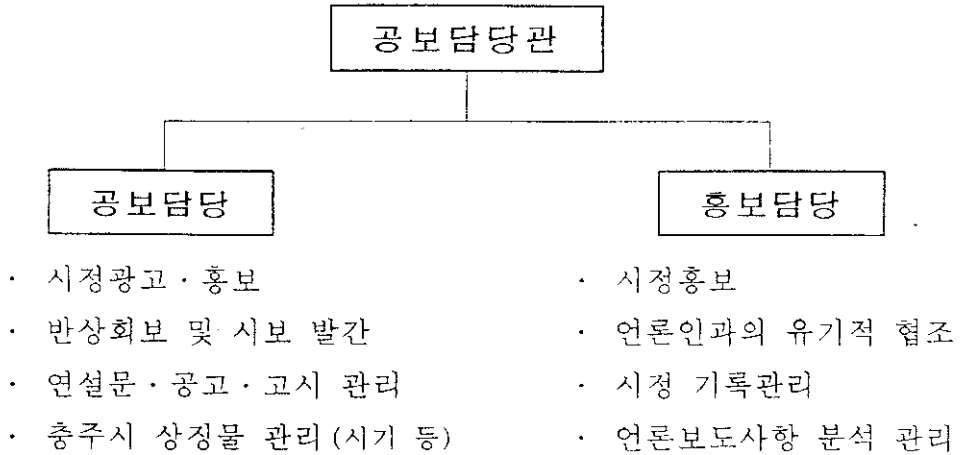 공보담당관
공보담당
· 시정광고 · 홍보
· 반상회보 및 시보 발간
· 연설문 · 공고 · 고시 관리
· 충주시 상징물 관리 (시기 등)
홍보담당
· 시정홍보
· 언론인과의 유기적 협조
· 시정 기록관리
· 언론보도사항 분석 관리